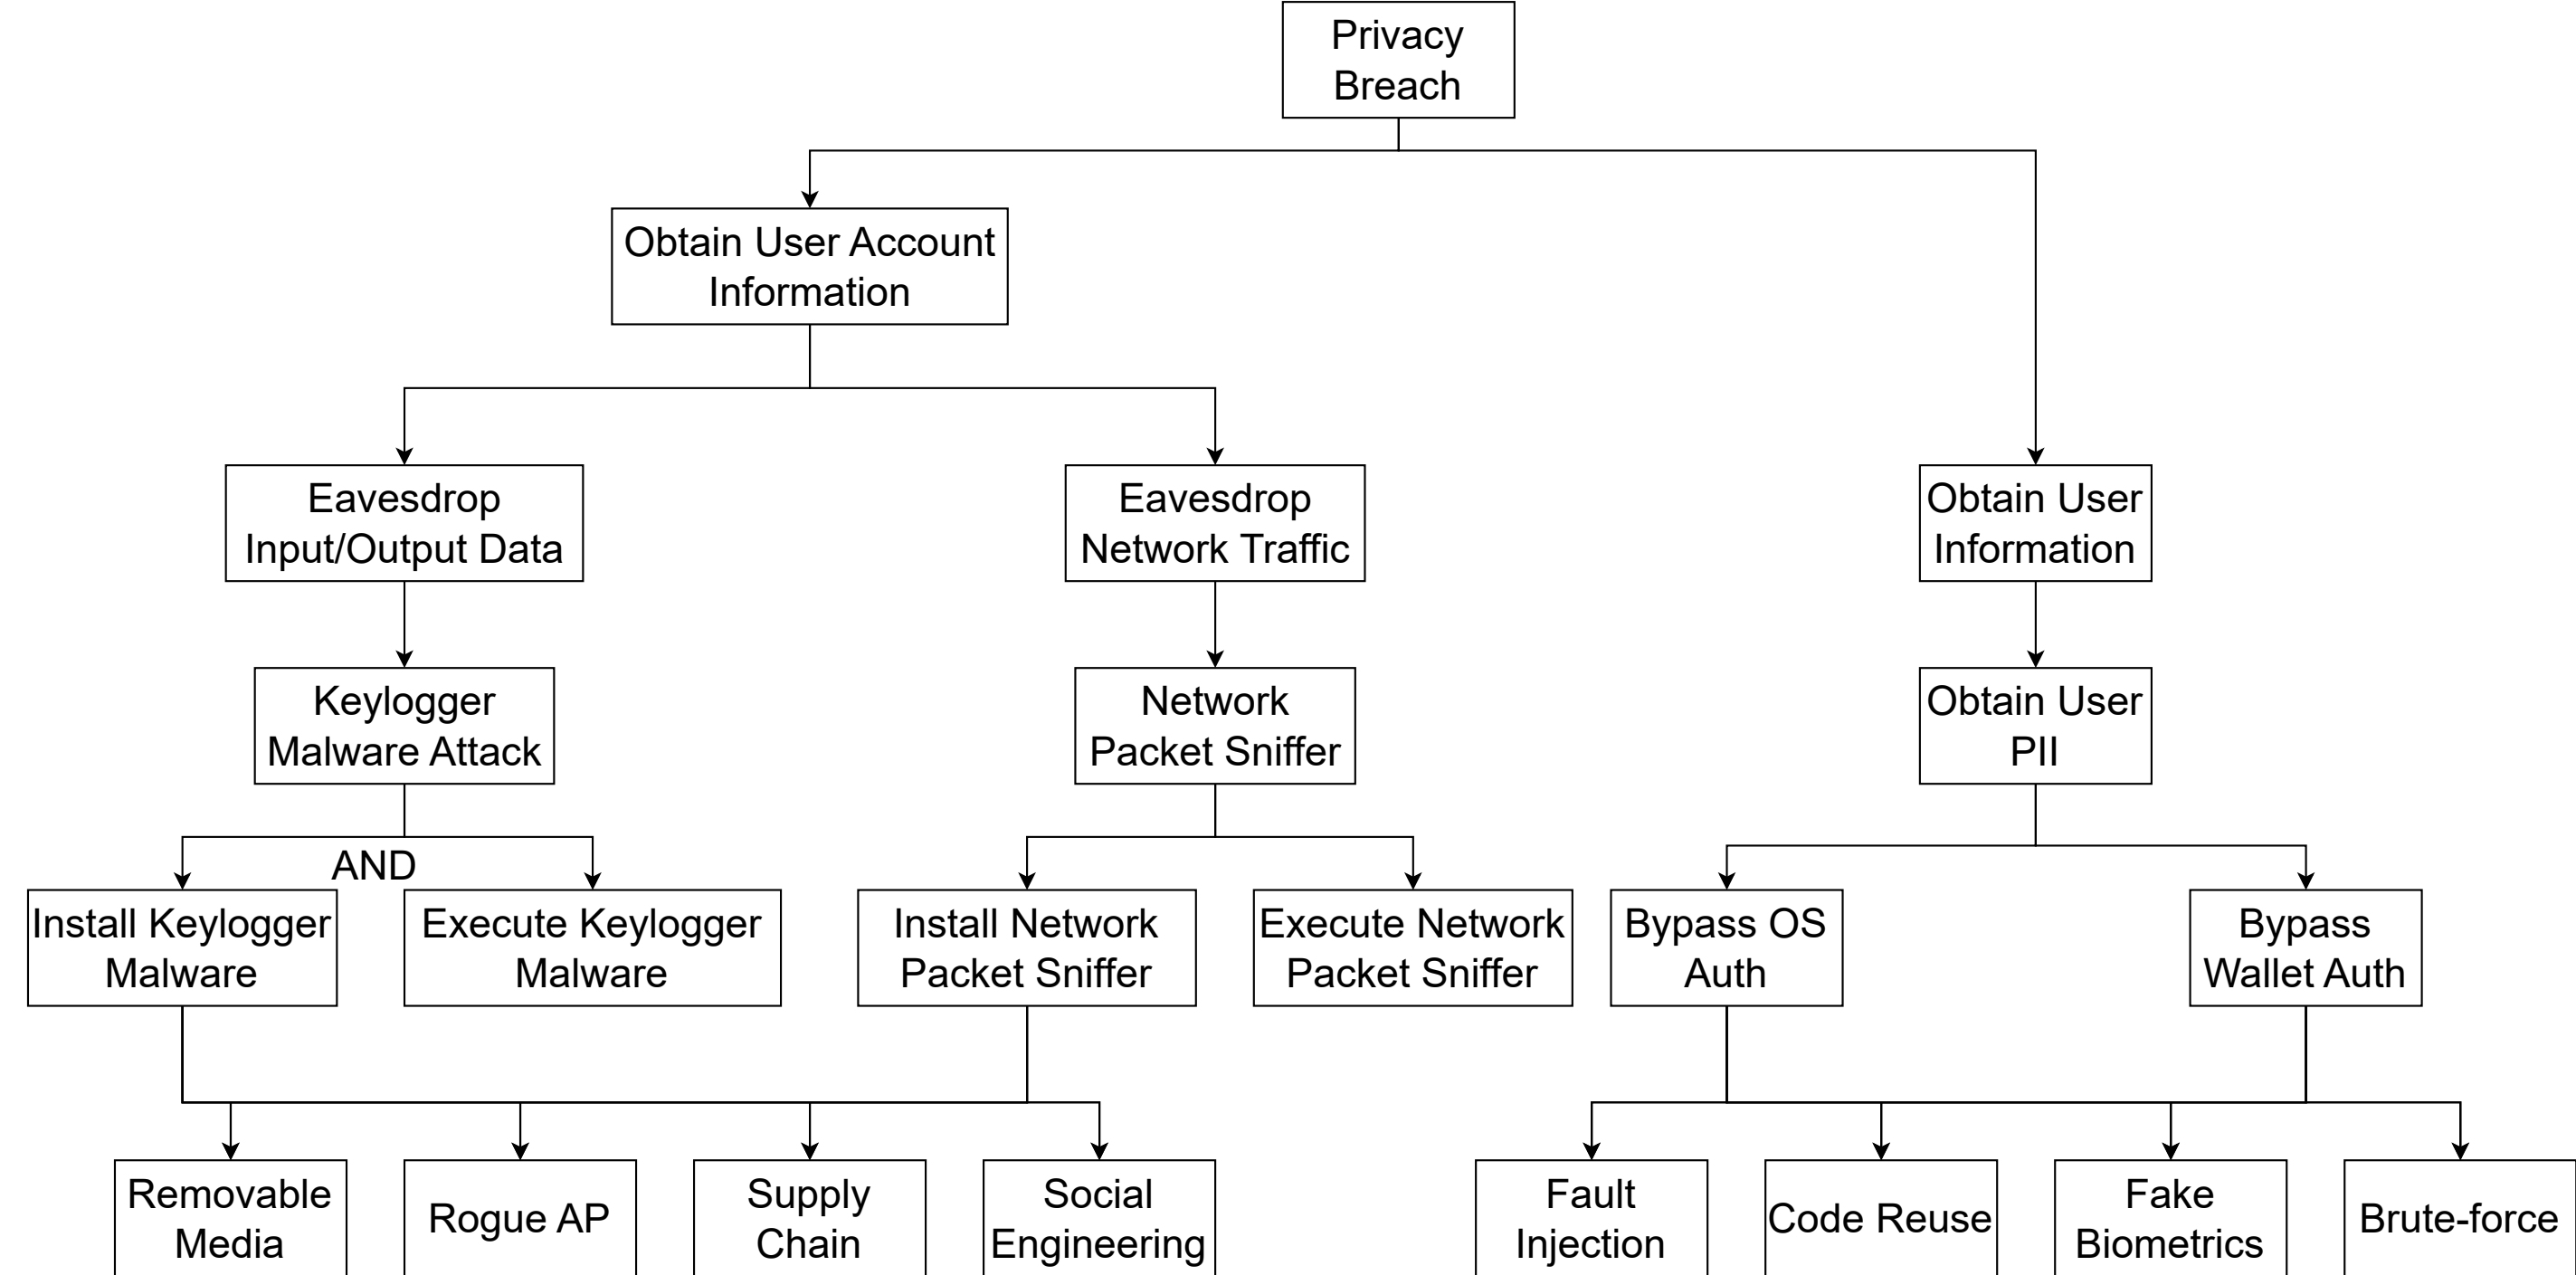 Privacy
Breach
Obtain User Account
Information
Eavesdrop
Input/Output Data
Eavesdrop
Network Traffic
Obtain User
Information
Keylogger
Malware Attack
Network
Packet Sniffer
Obtain User
PII
AND
Install Keylogger
Malware
Execute Keylogger
Malware
Install Network
Packet Sniffer
Execute Network
Packet Sniffer
Bypass OS
Auth
Bypass
Wallet Auth
Removable
Media
Rogue AP
Supply
Chain
Social
Engineering
Fault
Injection
Code Reuse
Fake
Biometrics
Brute-force